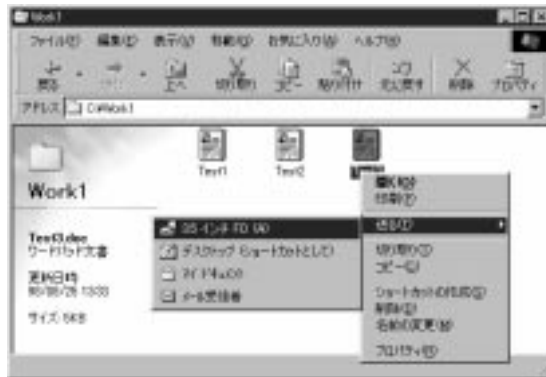 Work1
ファイル(F) 編集(E) 表示(V) 移動(G) お気に入り(A) ヘルプ(H)
戻る 上へ 切り取り コピー 貼り付け 元に戻す 削除 プロパティ
アドレス C:¥Work1
Work1
Test3.doc
ワードパッド文書
更新日時
サイズ: 5KB
Test1
Test2
開く(O)
印刷(P)
送る(T)
切り取り(T)
コピー(C)
ショートカットの作成(S)
削除(D)
名前の変更(M)
プロパティ(R)
3.5 インチ FD (A)
デスクトップ (ショートカットとして)
マイ ドキュメント
メール受信者